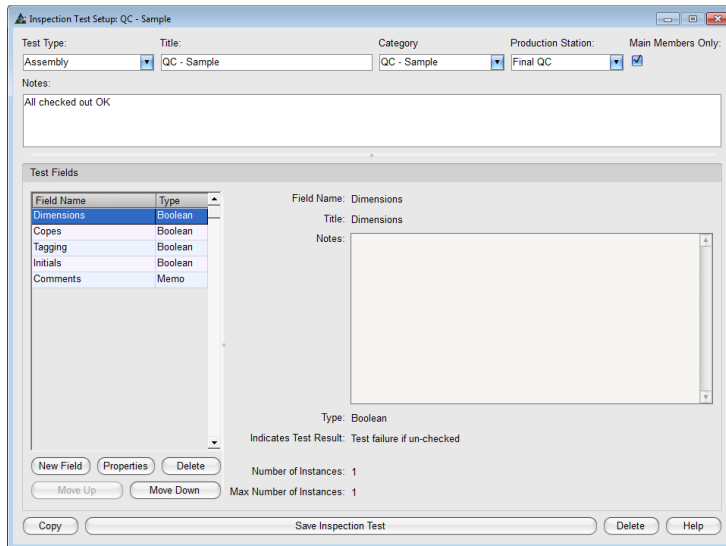 Inspection Test Setup: QC - Sample
Test Type: Title: Category Production Station: Main Members Only:
Assembly QC - Sample QC - Sample Final QC
Notes:
All checked out OK
Test Fields
Field Name Type
Dimensions Boolean
Copes Boolean
Tagging Boolean
Initials Boolean
Comments Memo
Field Name: Dimensions
Title: Dimensions
Notes:
Type: Boolean
Indicates Test Result: Test failure if un-checked
Number of Instances: 1
Max Number of Instances: 1
New Field Properties Delete
Move Up Move Down
Copy Save Inspection Test Delete Help